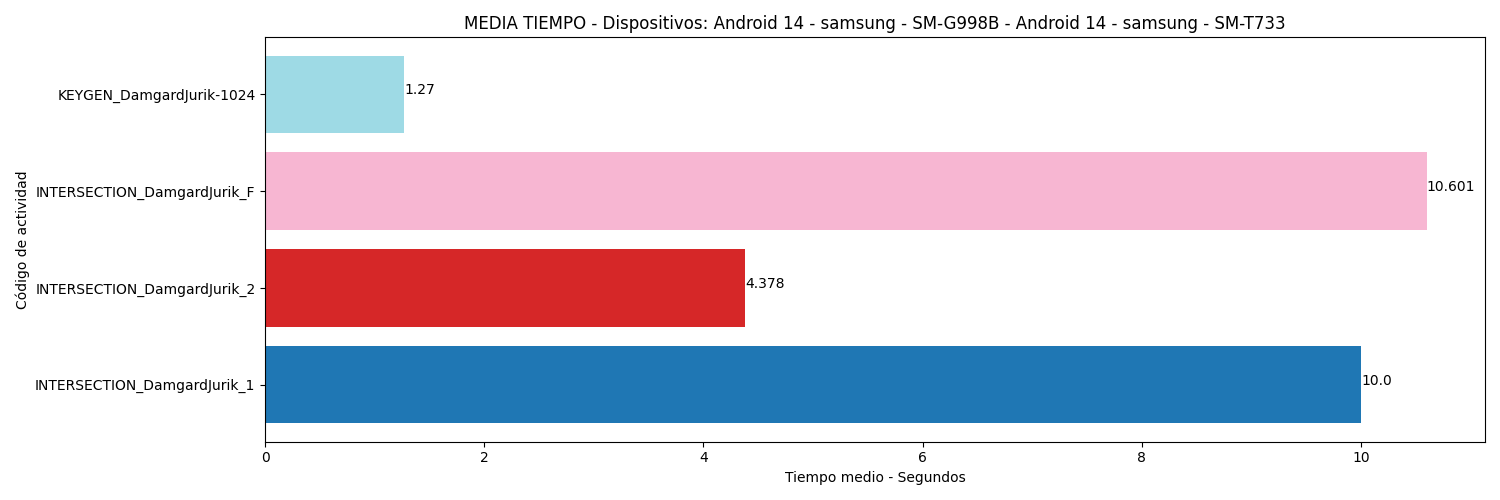 MEDIA TIEMPO - Dispositivos: Android 14 - samsung - SM-G998B - Android 14 - samsung - SM-T733
Código de actividad
KEYGEN_DamgardJurik-1024
1.27
INTERSECTION_DamgardJurik_F
10.601
INTERSECTION_DamgardJurik_2
4.378
INTERSECTION_DamgardJurik_1
10.0
0 2 4 6 8 10
Tiempo medio - Segundos